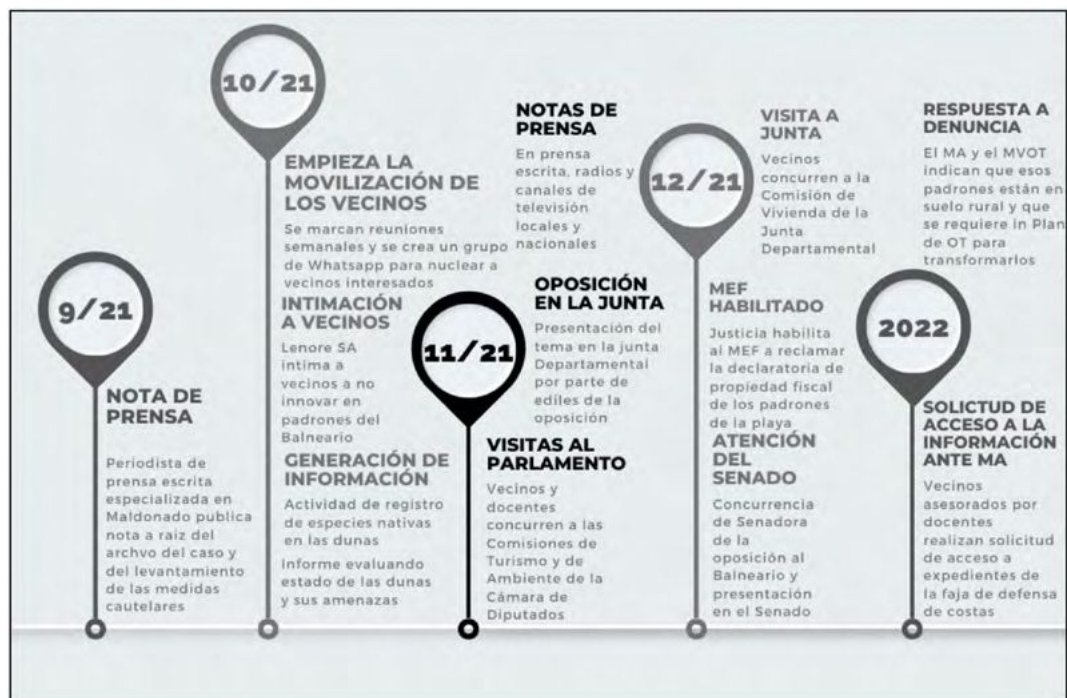 9/21
NOTA DE
PRENSA
Periodista de
prensa escrita
especializada en
Maldonado publica
nota a raiz del
archvo del caso y
del levantamiento
de las medidas
cautelares
10/21
EMPIEZA LA
MOVILIZACIÓN DE
LOS VECINOS
Se marcan reuniones
semanales y se crea un grupo
de Whatsapp para nuclear a
vecinos interesados
INTIMACIÓN
A VECINOS
Lenore SA
intima a
vecinos a no
innovar en
padrones del
Balneario
GENERACIÓN DE
INFORMACIÓN
Actividad de registro
de especies nativas
en las dunas
Informe evaluando
estado de las dunas
y sus amenazas
NOTAS DE
PRENSA
En prensa
escrita, radios y
canales de
televisión
locales y
nacionales
OPOSICIÓN
EN LA JUNTA
Presentación del
tema en la junta
Departamental
por parte de
ediles de la
oposición
11/21
VISITAS AL
PARLAMENTO
Vecinos y
docentes
concurren a las
Comisiones de
Turismo y de
Ambiente de la
Cámara de
Diputados
12/21
VISITA A
JUNTA
Vecinos
concurren a la
Comisión de
Vivienda de la
Junta
Departamental
MEF
HABILITADO
Justicia habilita
al MEF a reclamar
la declaratoria de
propiedad fiscal
de los padrones
de la playa
ATENCIÓN
DEL
SENADO
Concurrencia
de Senadora
de la
oposición al
Balneario y
presentación
en el Senado
RESPUESTA A
DENUNCIA
El MA y el MVOT
indican que esos
padrones están en
suelo rural y que
se requiere in Plan
de OT para
transformarlos
2022
SOLICTUD DE
ACCESO A LA
INFORMACIÓN
ANTE MA
Vecinos
asesorados por
docentes
realizan solicitud
de acceso a
expedientes de
la faja de defensa
de costas